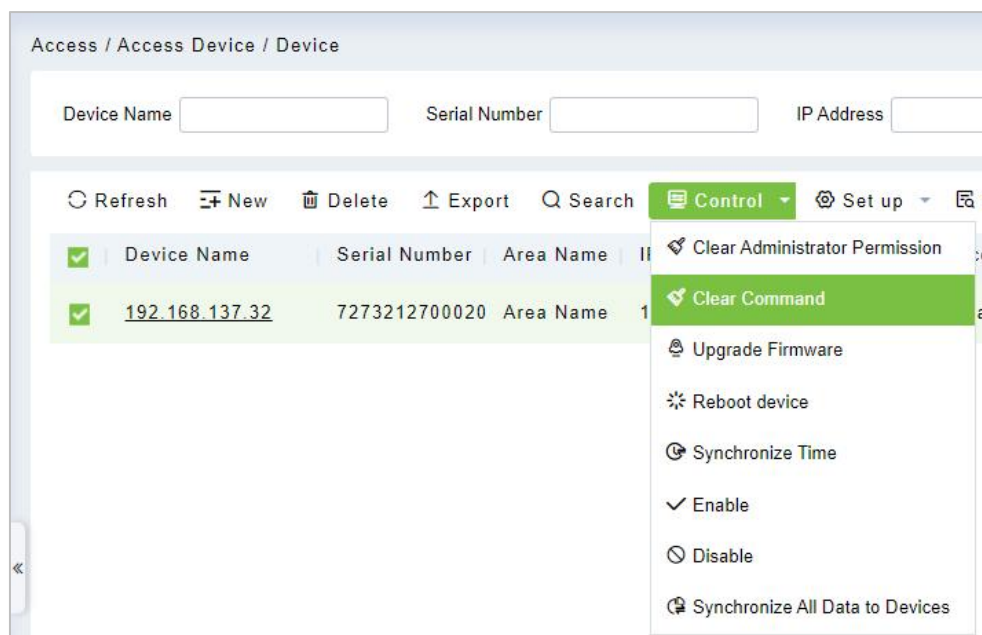 Access / Access Device / Device
Device Name Serial Number IP Address
Refresh New Delete Export Search Control Set up
Device Name Serial Number Area Name
192.168.137.32 7273212700020 Area Name 1
Clear Administrator Permission
Clear Command
Upgrade Firmware
Reboot device
Synchronize Time
Enable
Disable
Synchronize All Data to Devices